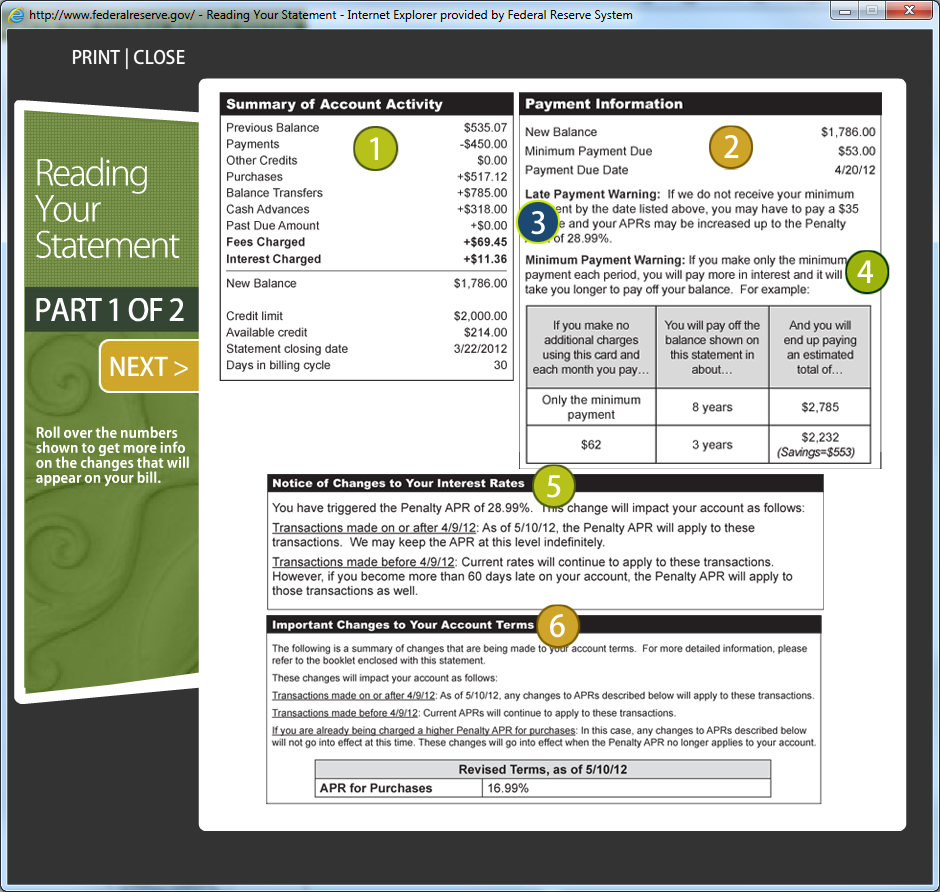 http://www.federalreserve.gov/ - Reading Your Statement - Internet Explorer provided by Federal Reserve System
PRINT | CLOSE
Reading
Your
Statement
PART 1 OF 2
NEXT >
Roll over the numbers
shown to get more info
on the changes that will
appear on your bill.
Summary of Account Activity
Previous Balance $535.07
Payments -$450.00
Other Credits $0.00
Purchases +$517.12
Balance Transfers +$785.00
Cash Advances +$318.00
Past Due Amount +$0.00
Fees Charged +$69.45
Interest Charged +$11.36
New Balance $1,786.00
Credit limit $2,000.00
Available credit $214.00
Statement closing date 3/22/2012
Days in billing cycle 30
1
Payment Information
New Balance $1,786.00
Minimum Payment Due $53.00
Payment Due Date 4/20/12
2
Late Payment Warning: If we do not receive your minimum
ent by the date listed above, you may have to pay a $35
e and your APRs may be increased up to the Penalty
of 28.99%.
3
Minimum Payment Warning: If you make only the minimum
payment each period, you will pay more in interest and it will
take you longer to pay off your balance. For example:
4
If you make no
additional charges
using this card and
each month you pay…
You will pay off the
balance shown on
this statement in
about…
And you will
end up paying
an estimated
total of…
Only the minimum
payment
8 years
$2,785
$62
3 years
$2,232
(Savings=$553)
Notice of Changes to Your Interest Rates
5
You have triggered the Penalty APR of 28.99%. This change will impact your account as follows:
Transactions made on or after 4/9/12: As of 5/10/12, the Penalty APR will apply to these
transactions. We may keep the APR at this level indefinitely.
Transactions made before 4/9/12: Current rates will continue to apply to these transactions.
However, if you become more than 60 days late on your account, the Penalty APR will apply to
those transactions as well.
Important Changes to Your Account Terms
6
The following is a summary of changes that are being made to your account terms. For more detailed information, please
refer to the booklet enclosed with this statement.
These changes will impact your account as follows:
Transactions made on or after 4/9/12: As of 5/10/12, any changes to APRs described below will apply to these transactions.
Transactions made before 4/9/12: Current APRs will continue to apply to these transactions.
If you are already being charged a higher Penalty APR for purchases: In this case, any changes to APRs described below
will not go into effect at this time. These changes will go into effect when the Penalty APR no longer applies to your account.
Revised Terms, as of 5/10/12
APR for Purchases 16.99%